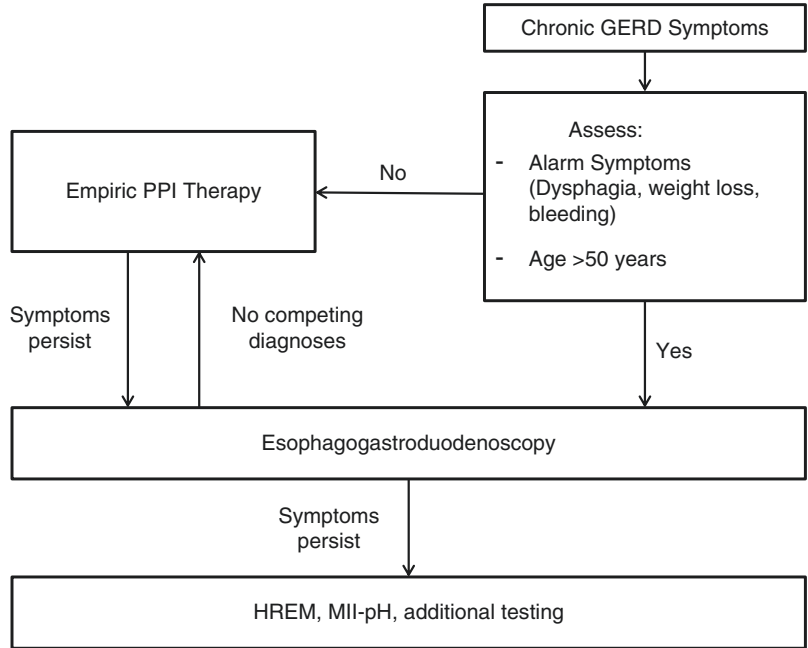 Chronic GERD Symptoms
Assess:
- Alarm Symptoms
(Dysphagia, weight loss,
bleeding)
- Age >50 years
No
Empiric PPI Therapy
Symptoms
persist
No competing
diagnoses
Yes
Esophagogastroduodenoscopy
Symptoms
persist
HREM, MII-pH, additional testing